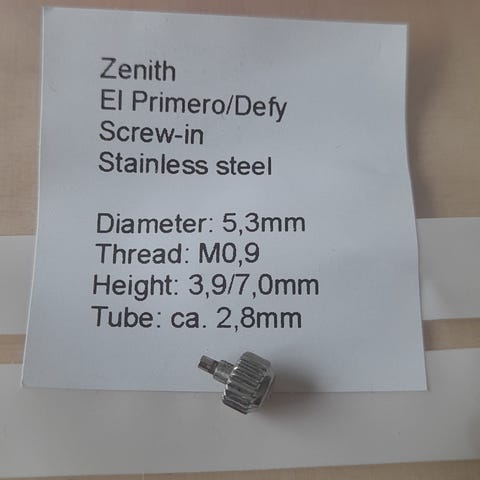 Zenith
El Primero/Defy
Screw-in
Stainless steel
Diameter: 5,3mm
Thread: M0,9
Height: 3,9/7,0mm
Tube: ca. 2,8mm